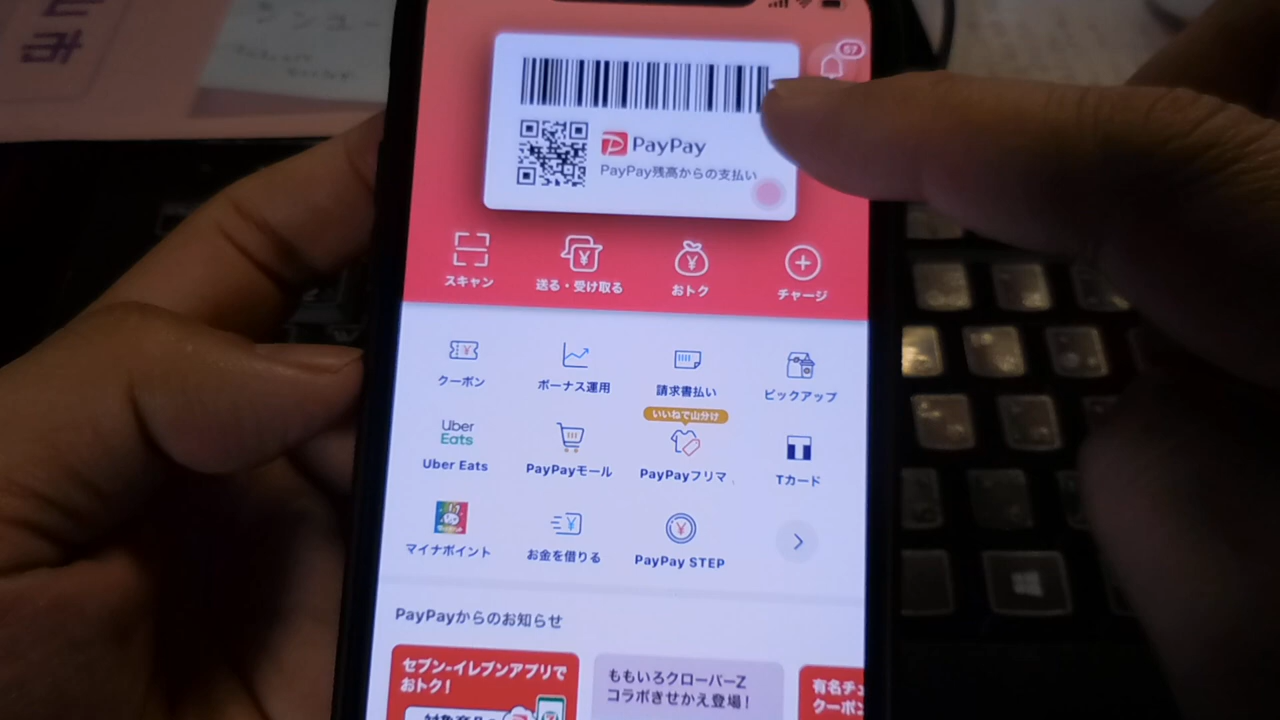 67
PayPay
PayPay残高からの支払い
スキャン
送る・受け取る
おトク
チャージ
クーポン
ボーナス運用
請求書払い
ピックアップ
いいねで山分け
Uber Eats
Uber Eats
PayPayモール
PayPayフリマ
Tカード
マイナポイント
お金を借りる
PayPay STEP
PayPayからのお知らせ
セブン-イレブンアプリで
おトク!
対象商品の
ももいろクローバーZ
コラボきせかえ登場!
有名チェ
クーポン